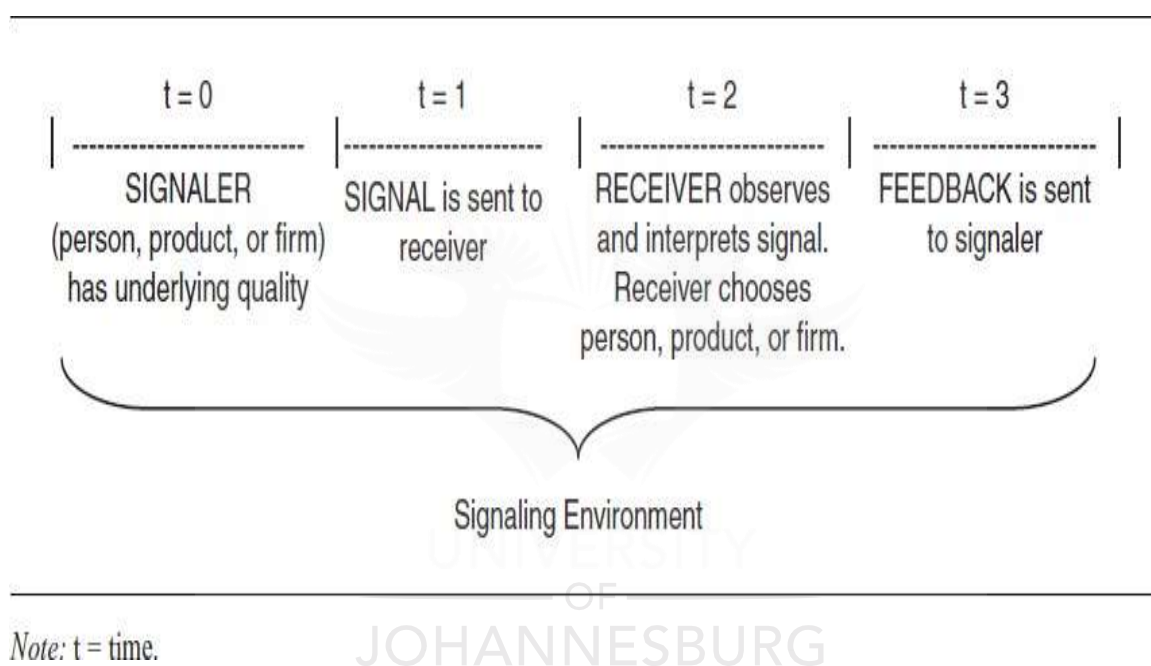 t = 0
t = 1
t = 2
t = 3
SIGNALER
(person, product, or firm)
has underlying quality
SIGNAL is sent to
receiver
RECEIVER observes
and interprets signal.
Receiver chooses
person, product, or firm.
FEEDBACK is sent
to signaler
Signaling Environment
UNIVERSITY
OF
JOHANNESBURG
Note: t = time.